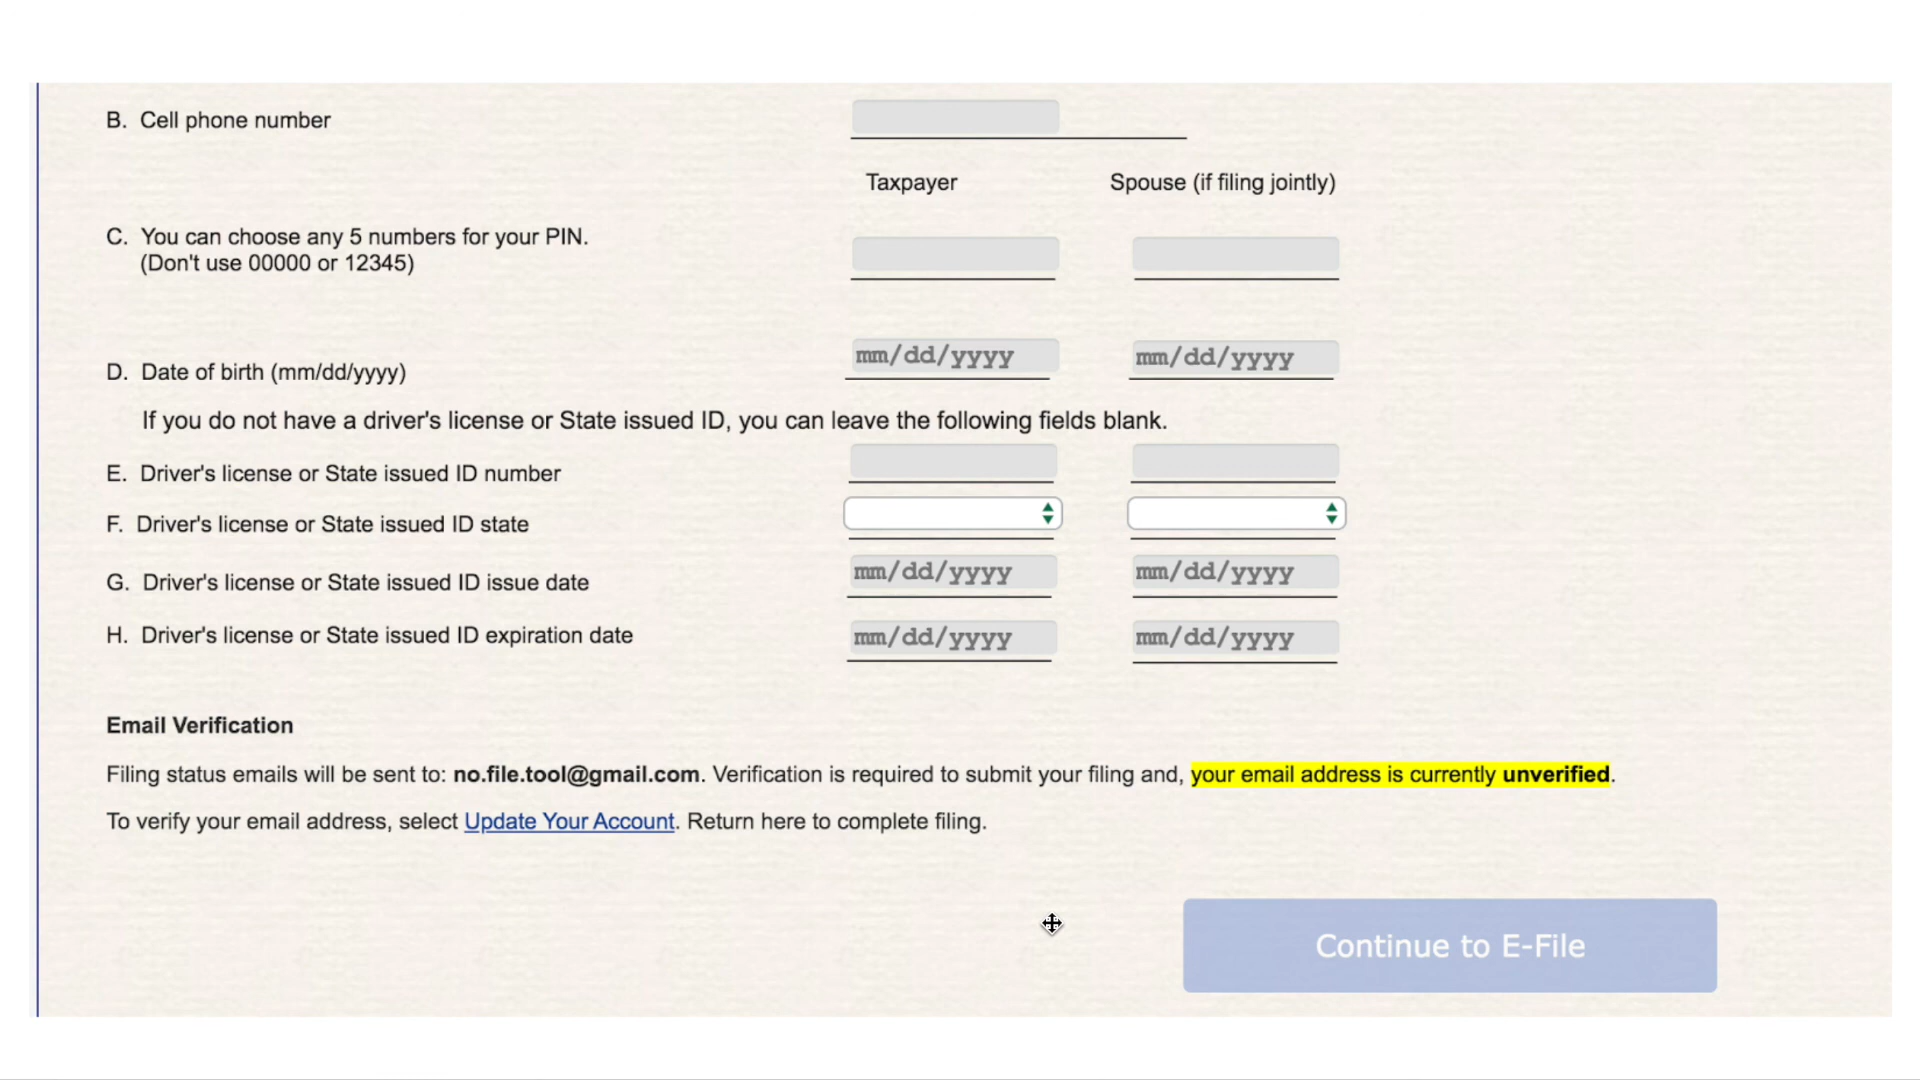 B. Cell phone number
Taxpayer Spouse (if filing jointly)
C. You can choose any 5 numbers for your PIN.
(Don't use 00000 or 12345)
mm/dd/yyyy mm/dd/yyyy
D. Date of birth (mm/dd/yyyy)
If you do not have a driver's license or State issued ID, you can leave the following fields blank.
E. Driver's license or State issued ID number
F. Driver's license or State issued ID state
G. Driver's license or State issued ID issue date mm/dd/yyyy mm/dd/yyyy
H. Driver's license or State issued ID expiration date mm/dd/yyyy mm/dd/yyyy
Email Verification
Filing status emails will be sent to: no.file.tool@gmail.com. Verification is required to submit your filing and, your email address is currently unverified.
To verify your email address, select Update Your Account. Return here to complete filing.
Continue to E-File